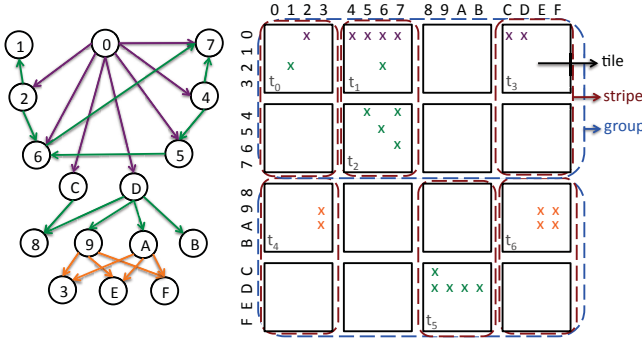 0 1 2 3 4 5 6 7 8 9 A B C D E F
1 0 7
2 4
6 5
C D
8 9 A B
3 E F
0
1
2
3
4
5
6
7
8
9
A
B
C
D
E
F
x x x x x x x
x x
t0 t1 t3
x x
x
x
t2
x x x
x x x
t4 t6
x
x x x x
t5
tile
stripe
group